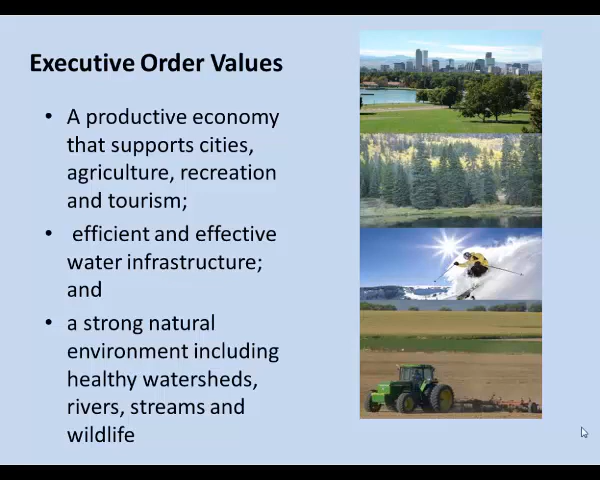 Executive Order Values
• A productive economy
that supports cities,
agriculture, recreation
and tourism;
• efficient and effective
water infrastructure;
and
• a strong natural
environment including
healthy watersheds,
rivers, streams and
wildlife